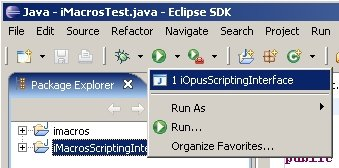 Java - iMacrosTest.java - Eclipse SDK
File Edit Source Refactor Navigate Search Project Run
Package Explorer
1 iOpusScriptingInterface
imacros
Run As
iMacrosScriptingInte
Run...
Organize Favorites...
public